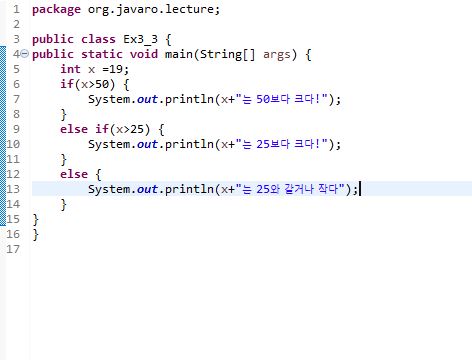 1 package org.javaro.lecture;
2
3 public class Ex3_3 {
4 public static void main(String[] args) {
5 int x =19;
6 if(x>50) {
7 System.out.println(x+"는 50보다 크다!");
8 }
9 else if(x>25) {
10 System.out.println(x+"는 25보다 크다!");
11 }
12 else {
13 System.out.println(x+"는 25와 같거나 작다");
14 }
15 }
16 }
17